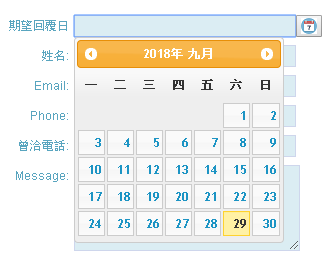 期望回覆日
7
2018年 九月
姓名:
一 二 三 四 五 六 日
Email:
Phone:
1 2
曾洽電話:
3 4 5 6 7 8 9
Message:
10 11 12 13 14 15 16
17 18 19 20 21 22 23
24 25 26 27 28 29 30